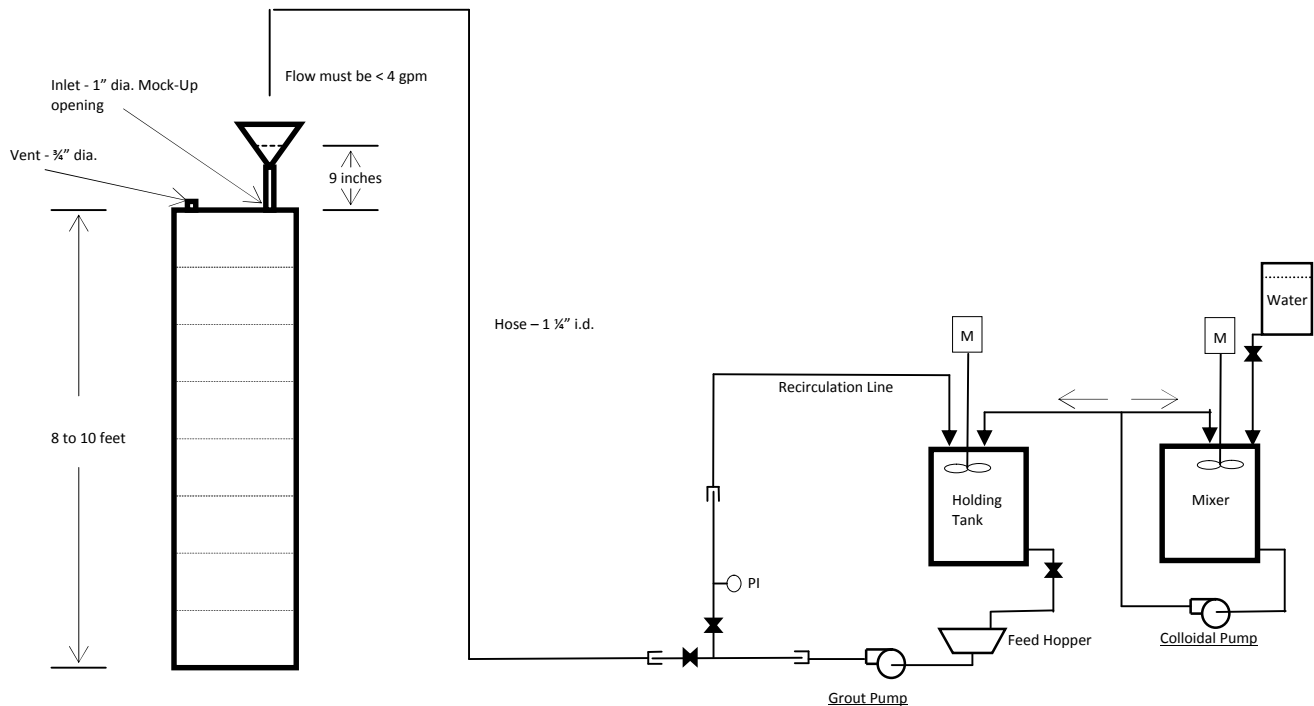 Flow must be < 4 gpm
Inlet - 1” dia. Mock-Up
opening
Vent - ¾” dia.
9 inches
8 to 10 feet
Hose – 1 ¼” i.d.
Water
M
M
Recirculation Line
Holding
Tank
Mixer
PI
Feed Hopper
Colloidal Pump
Grout Pump